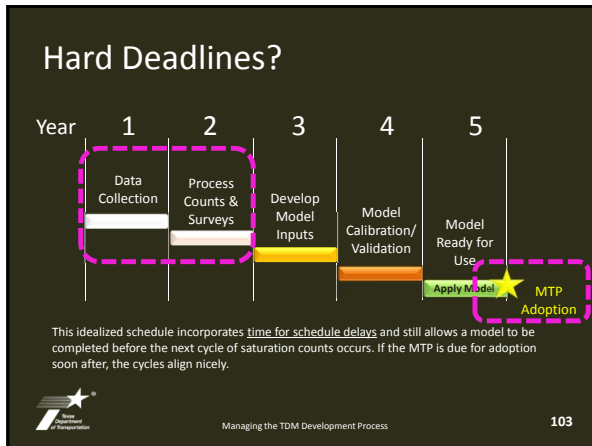 Hard Deadlines?
Year 1 2 3 4 5
Data
Collection
Process
Counts &
Surveys
Develop
Model
Inputs
Model
Calibration/
Validation
Model
Ready for
Use
Apply Model
MTP
Adoption
This idealized schedule incorporates time for schedule delays and still allows a model to be
completed before the next cycle of saturation counts occurs. If the MTP is due for adoption
soon after, the cycles align nicely.
®
Texas
Department
of Transportation
Managing the TDM Development Process
103